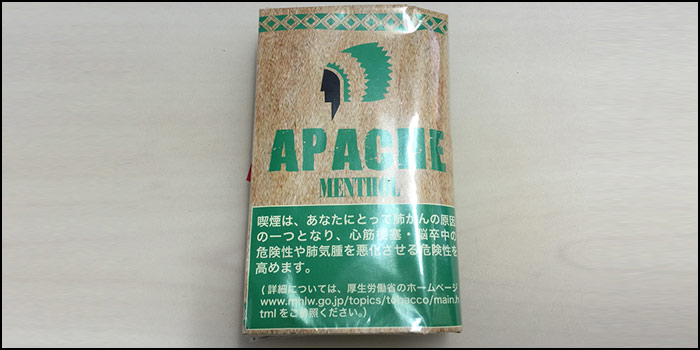 APACHE
MENTHOL
喫煙は、あなたにとって肺がんの原因
の一つとなり、心筋梗塞・脳卒中の
危険性や肺気腫を悪化させる危険性を
高めます。
(詳細については、厚生労働省のホームページ
www.mhlw.go.jp/topics/tobacco/main.h
tmlをご参照ください。)